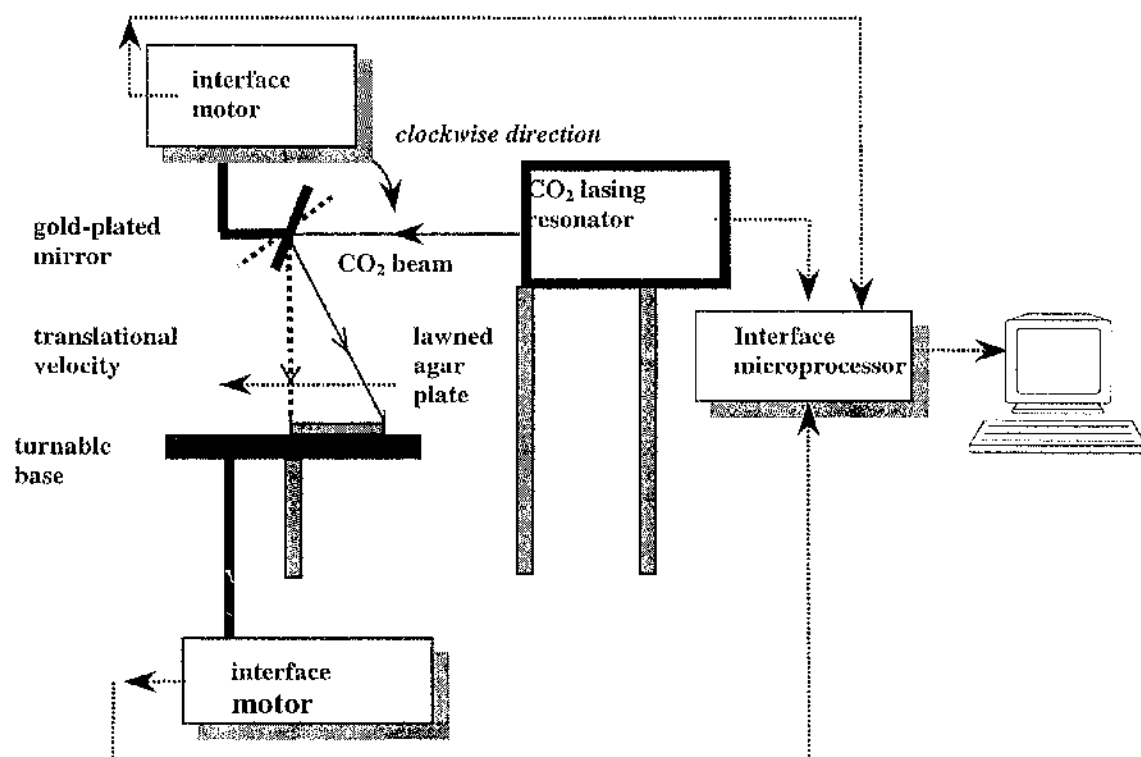 interface
motor
clockwise direction
CO₂ lasing
resonator
gold-plated
mirror
CO₂ beam
translational
velocity
lawned
agar
plate
Interface
microprocessor
turnable
base
interface
motor